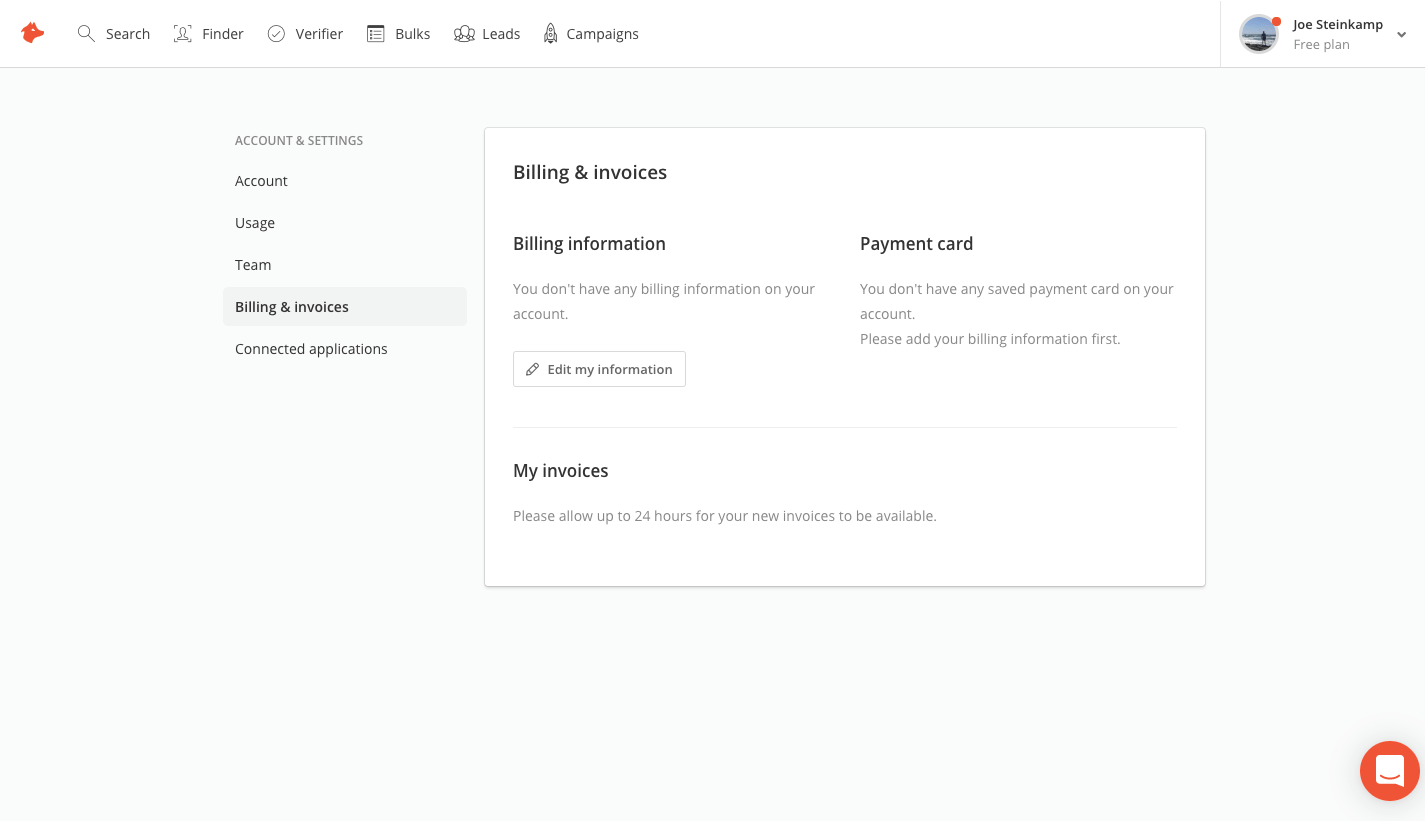 Search
Finder
Verifier
Bulks
Leads
Campaigns
Joe Steinkamp
Free plan
ACCOUNT & SETTINGS
Account
Usage
Team
Billing & invoices
Connected applications
Billing & invoices
Billing information
You don't have any billing information on your
account.
Edit my information
Payment card
You don't have any saved payment card on your
account.
Please add your billing information first.
My invoices
Please allow up to 24 hours for your new invoices to be available.